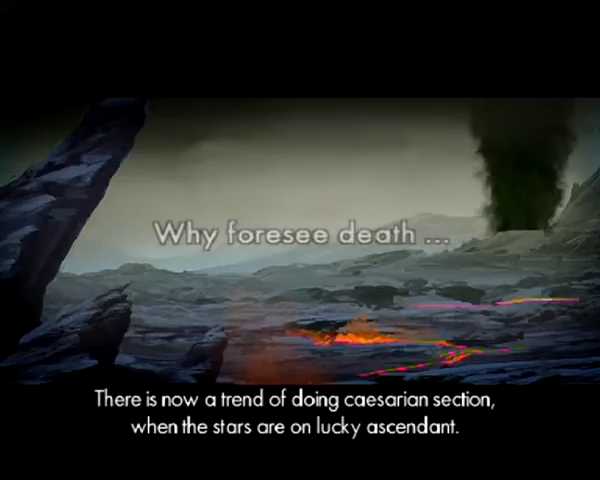 Why foresee death ...
There is now a trend of doing caesarian section,
when the stars are on lucky ascendant.